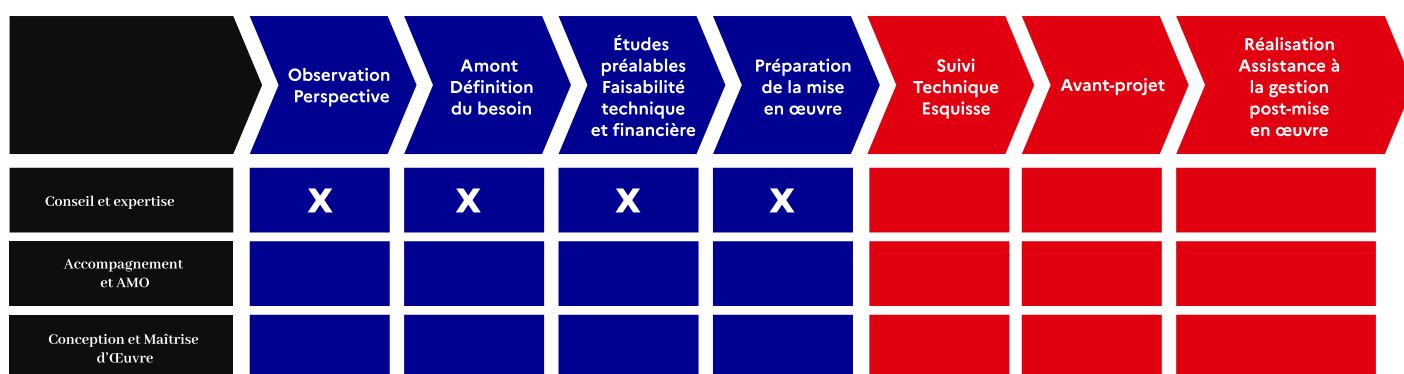 Observation
Perspective
Amont
Définition
du besoin
Études
préalables
Faisabilité
technique
et financière
Préparation
de la mise
en œuvre
Suivi
Technique
Esquisse
Avant-projet
Réalisation
Assistance à
la gestion
post-mise
en œuvre
Conseil et expertise
X X X X
Accompagnement
et AMO
Conception et Maîtrise
d’Œuvre